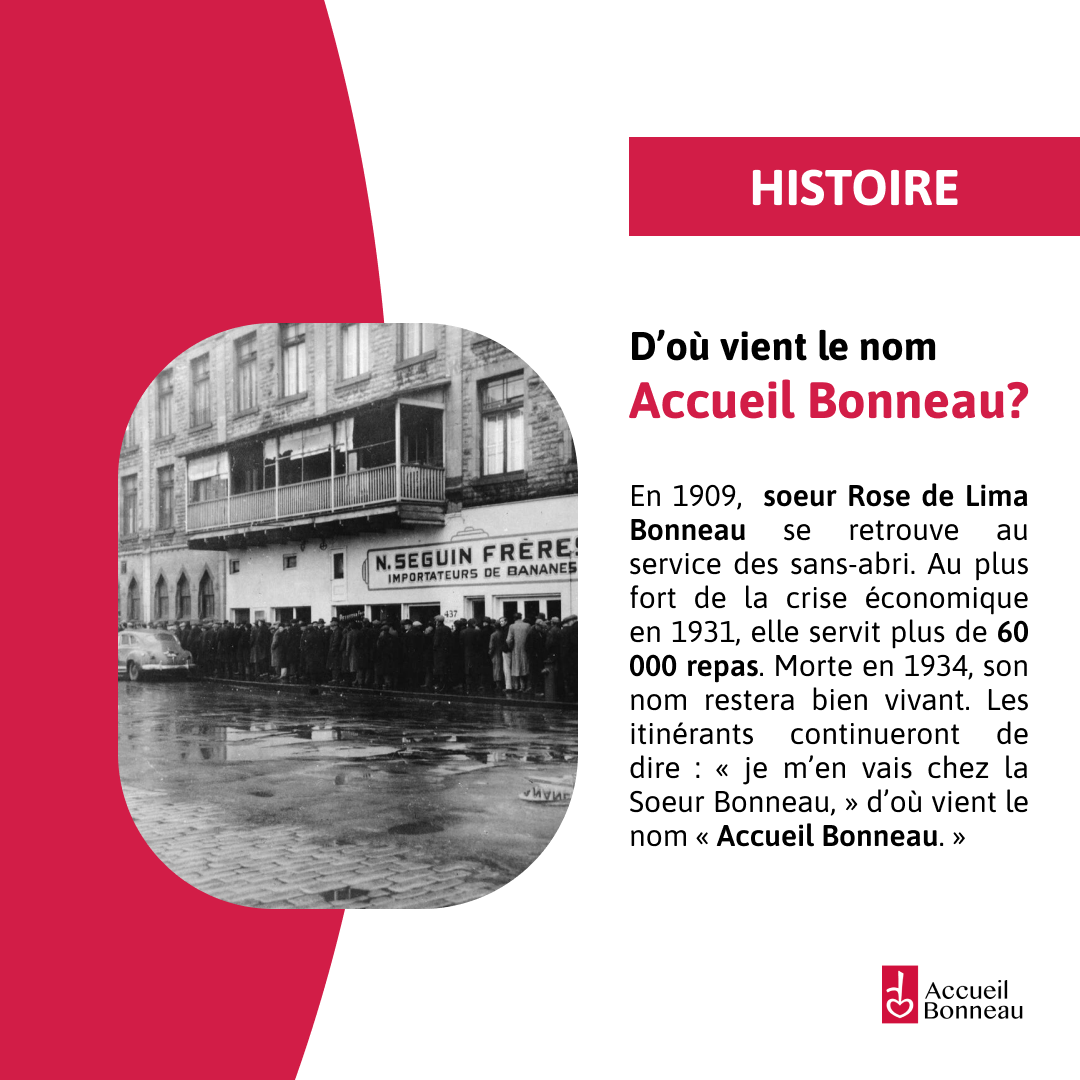 HISTOIRE
D’où vient le nom
Accueil Bonneau?
N. SEGUIN FRÈRES
IMPORTATEURS DE BANANES
437
En 1909, soeur Rose de Lima
Bonneau se retrouve au
service des sans-abri. Au plus
fort de la crise économique
en 1931, elle servit plus de 60
000 repas. Morte en 1934, son
nom restera bien vivant. Les
itinérants continueront de
dire : « je m’en vais chez la
Soeur Bonneau, » d’où vient le
nom « Accueil Bonneau. »
Accueil
Bonneau